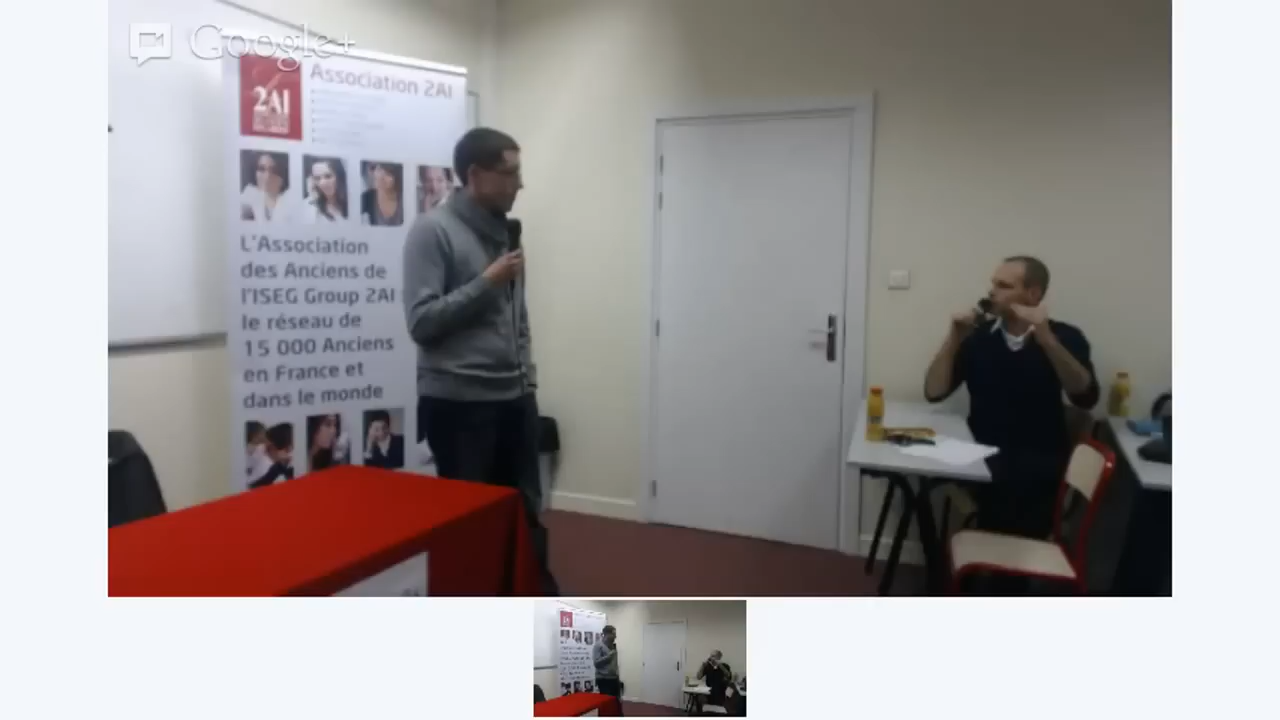 Google+
2AI
Association 2AI
L'Association
des Anciens de
l'ISEG Group 2AI
le réseau de
15 000 Anciens
en France et
dans le monde